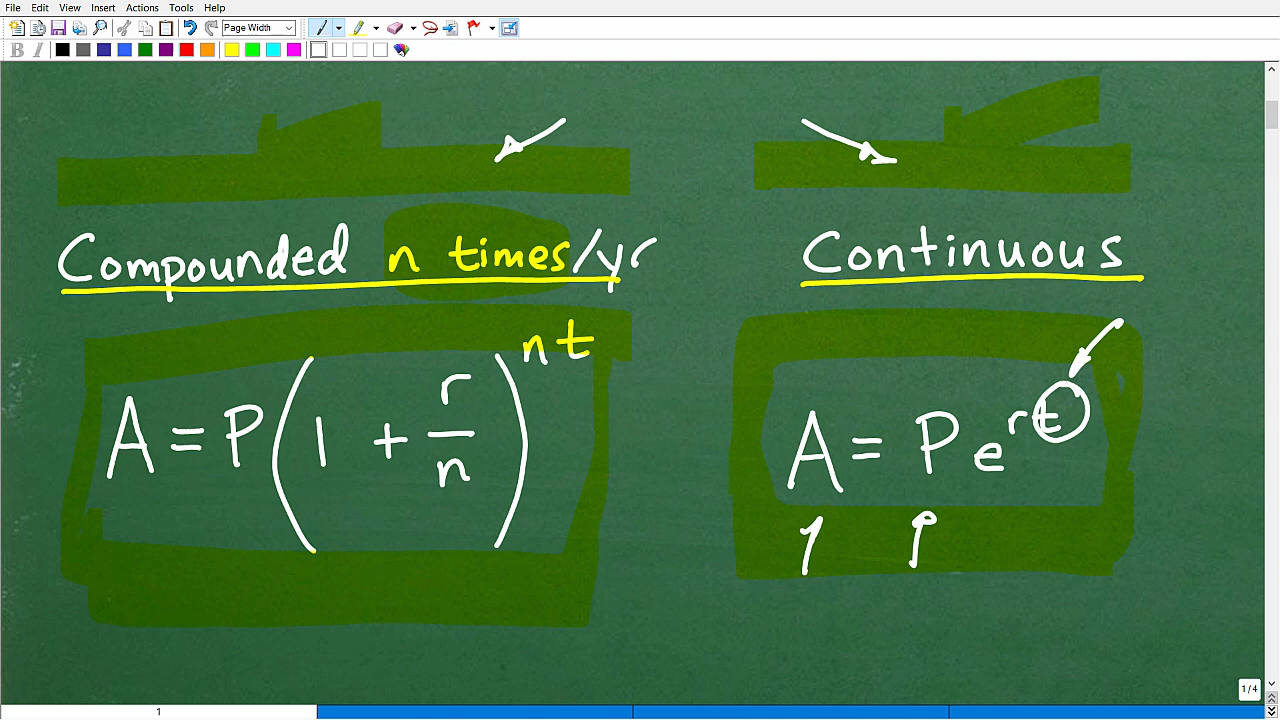 File Edit View Insert Actions Tools Help
Page Width
B I
Compounded n times/yr
A = P(1 + r/n)^nt
Continuous
A = Pe^rt
1/4
1